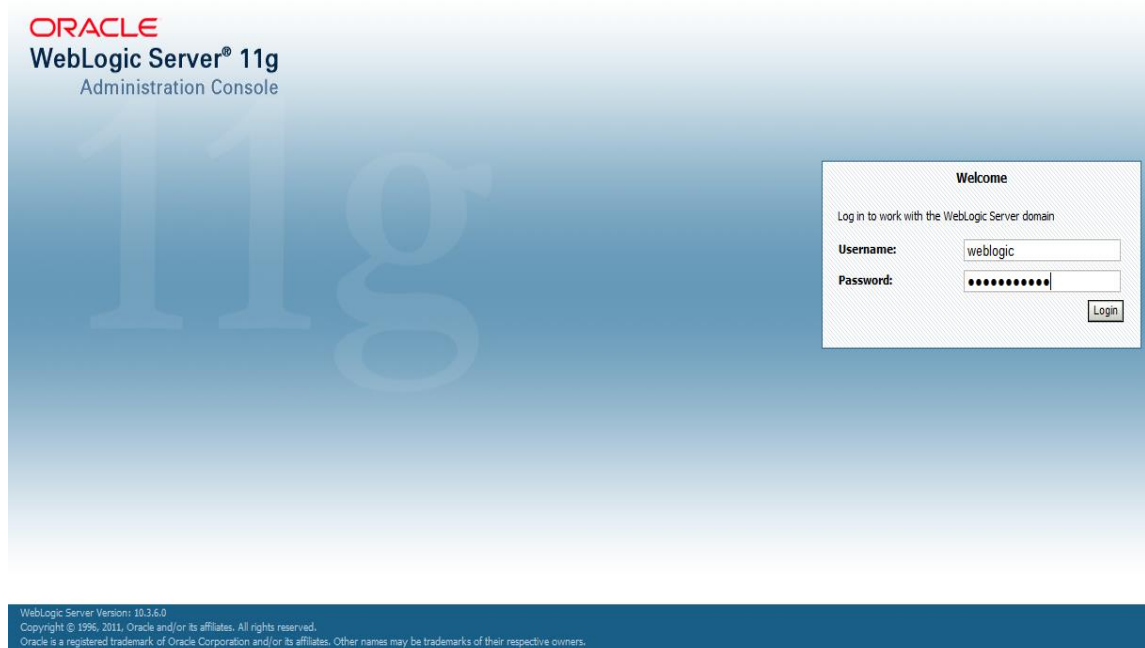 ORACLE
WebLogic Server® 11g
Administration Console
11g
Welcome
Log in to work with the WebLogic Server domain
Username: weblogic
Password: ●●●●●●●●●●●
Login
WebLogic Server Version: 10.3.6.0
Copyright © 1996, 2011, Oracle and/or its affiliates. All rights reserved.
Oracle is a registered trademark of Oracle Corporation and/or its affiliates. Other names may be trademarks of their respective owners.